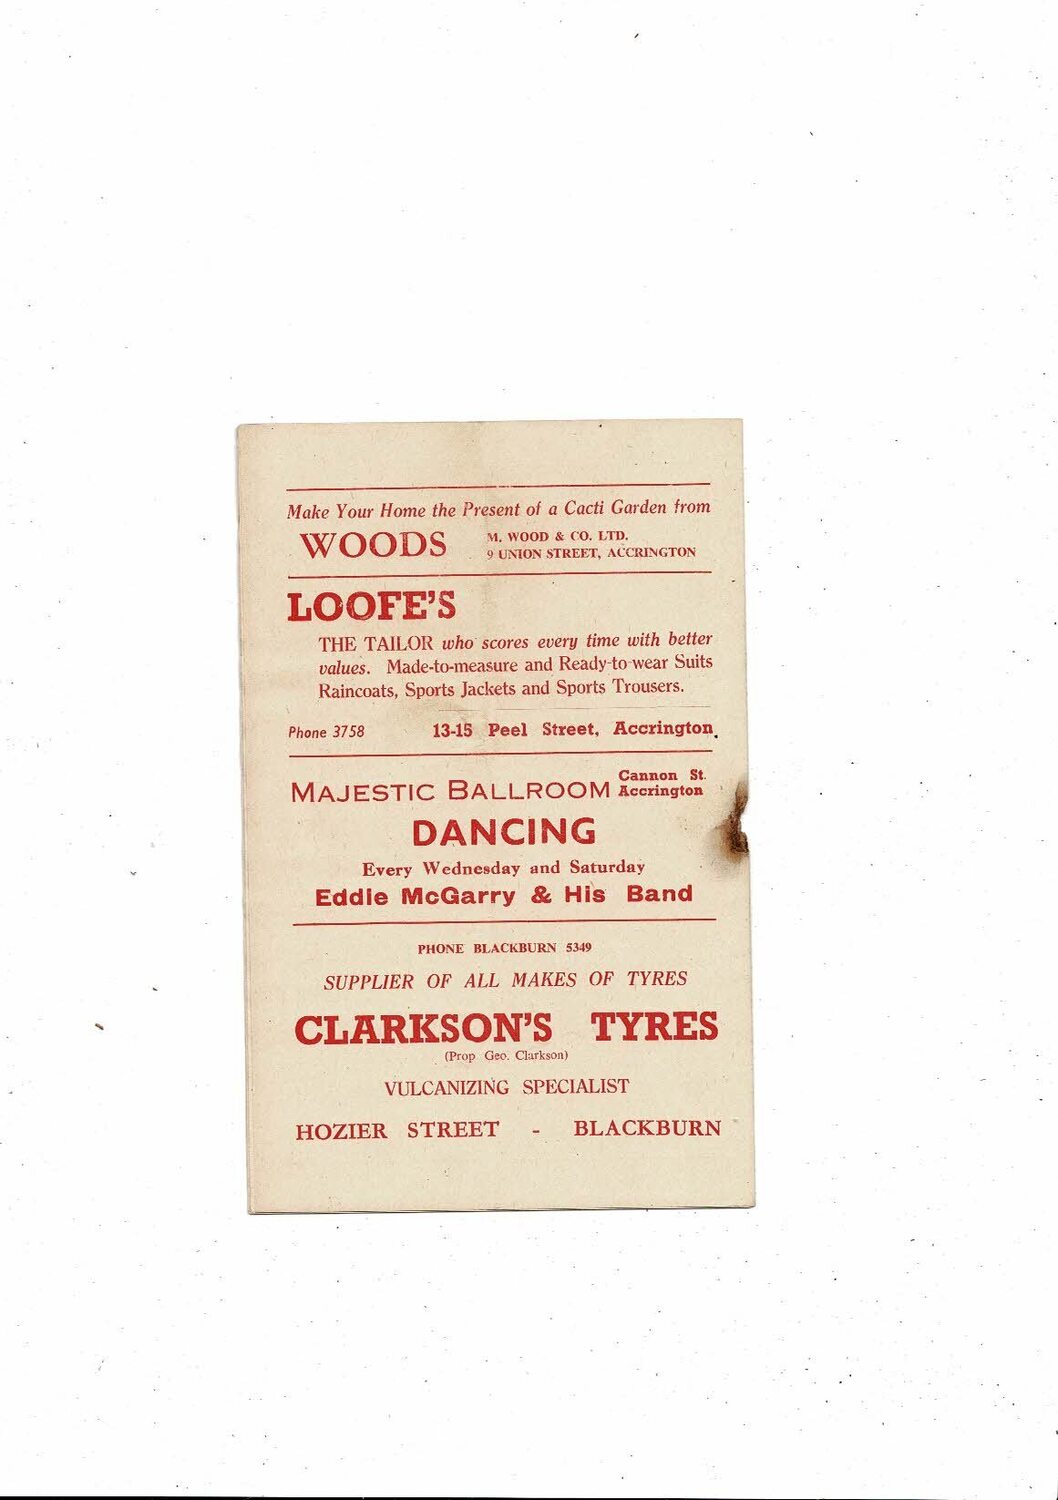 Make Your Home the Present of a Cacti Garden from
WOODS
M. WOOD & CO. LTD.
9 UNION STREET, ACCRINGTON
LOOFE'S
THE TAILOR who scores every time with better
values. Made-to-measure and Ready-to-wear Suits
Raincoats, Sports Jackets and Sports Trousers.
Phone 3758 13-15 Peel Street, Accrington.
MAJESTIC BALLROOM
Cannon St.
Accrington
DANCING
Every Wednesday and Saturday
Eddie McGarry & His Band
PHONE BLACKBURN 5349
SUPPLIER OF ALL MAKES OF TYRES
CLARKSON'S TYRES
(Prop Geo. Clarkson)
VULCANIZING SPECIALIST
HOZIER STREET - BLACKBURN